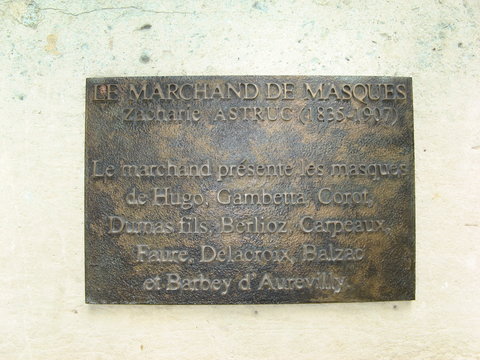 LE MARCHAND DE MASQUES
Zacharie ASTRUC (1835-1907)
Le marchand présente les masques
de Hugo, Gambetta, Corot,
Dumas fils, Berlioz, Carpeaux,
Faure, Delacroix, Balzac
et Barbey d'Aurevilly.